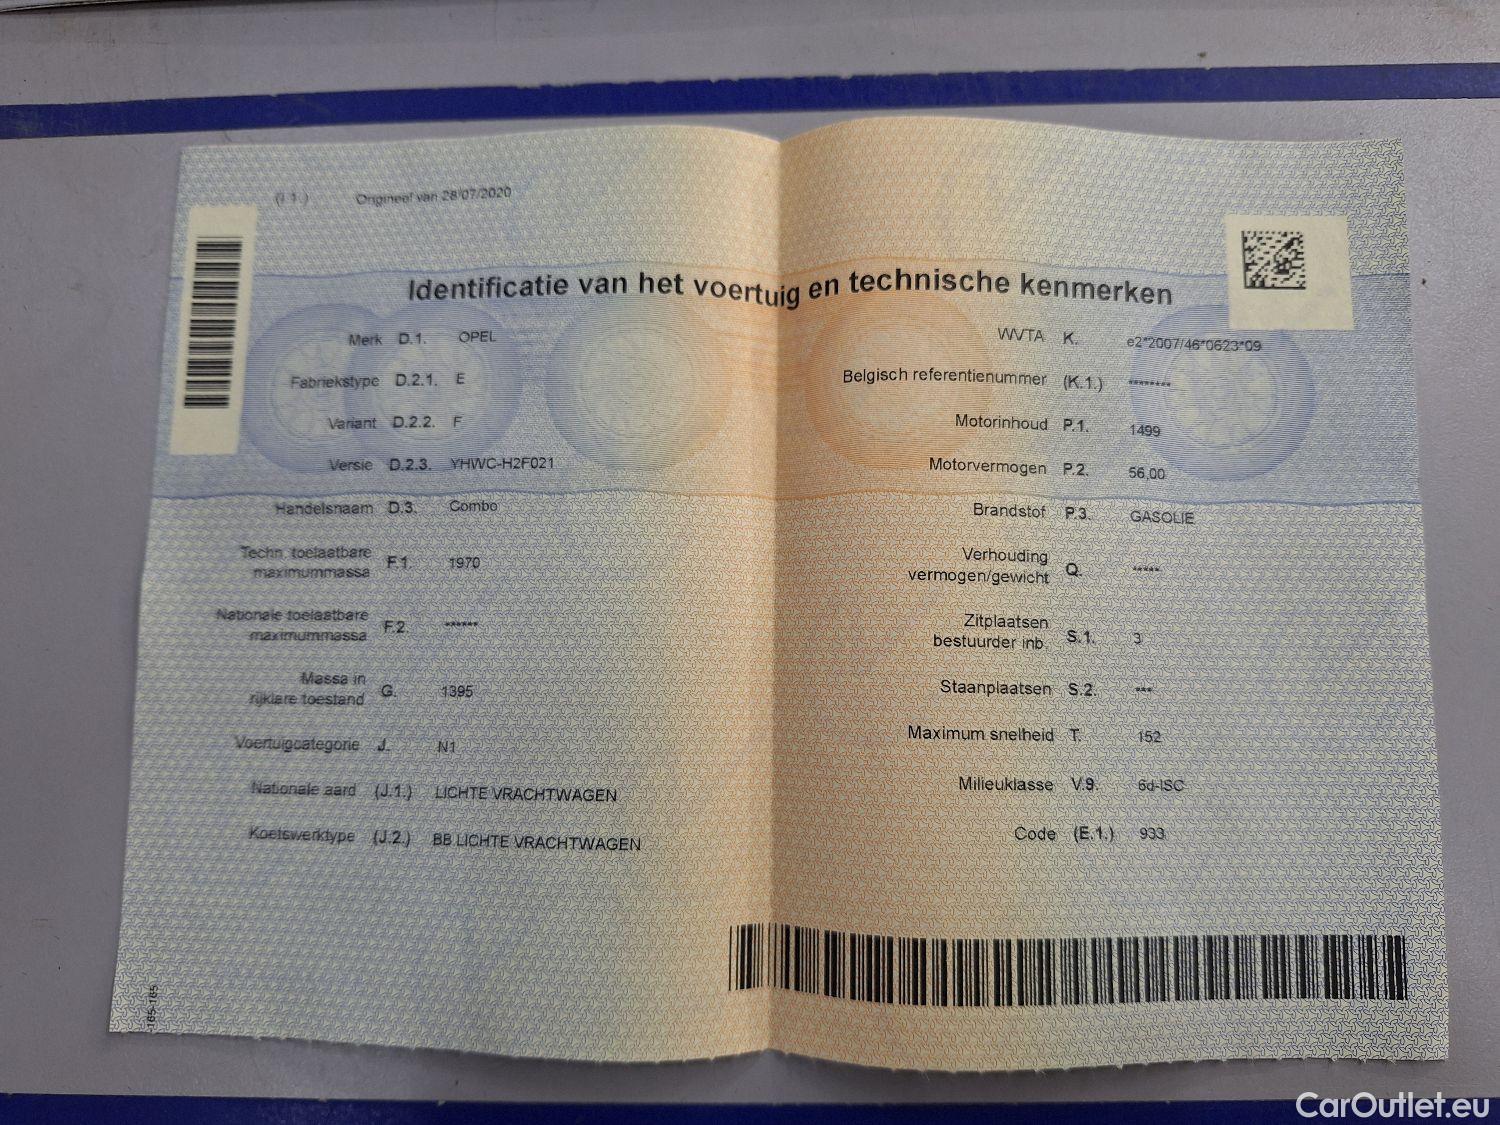 (I.1.) Origineel van 28/07/2020
Identificatie van het voertuig en technische kenmerken
Merk D.1. OPEL
Fabriekstype D.2.1. E
Variant D.2.2. F
Versie D.2.3. YHWC-H2F021
Handelsnaam D.3. Combo
Techn. toelaatbare
maximummassa F.1. 1970
Nationale toelaatbare
maximummassa F.2. ******
Massa in
rijklare toestand G. 1395
Voertuigcategorie J. N1
Nationale aard (J.1.) LICHTE VRACHTWAGEN
Koetswerktype (J.2.) BB LICHTE VRACHTWAGEN
165-165
WVTA K. e2*2007/46*0623*09
Belgisch referentienummer (K.1.) ********
Motorinhoud P.1. 1499
Motorvermogen P.2. 56,00
Brandstof P.3. GASOLIE
Verhouding
vermogen/gewicht Q. *****
Zitplaatsen
bestuurder inb. S.1. 3
Staanplaatsen S.2. ***
Maximum snelheid T. 152
Milieuklasse V.9. 6d-ISC
Code (E.1.) 933
CarOutlet.eu